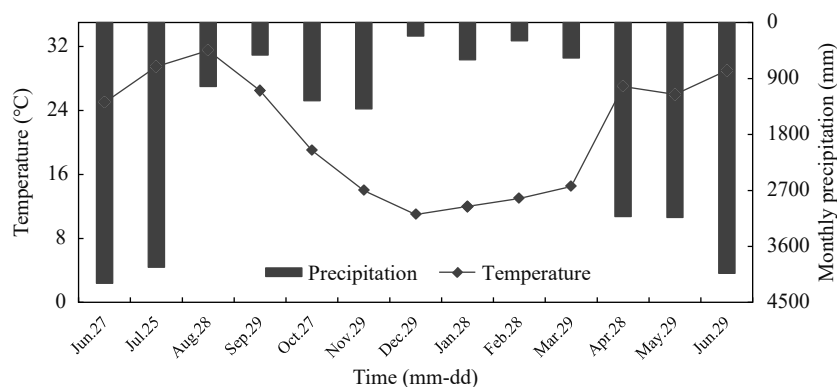 Temperature (°C)
32
24
16
8
0
0
900
1800
2700
3600
4500
Monthly precipitation (mm)
Precipitation
Temperature
Jun.27
Jul.25
Aug.28
Sep.29
Oct.27
Nov.29
Dec.29
Jan.28
Feb.28
Mar.29
Apr.28
May.29
Jun.29
Time (mm-dd)